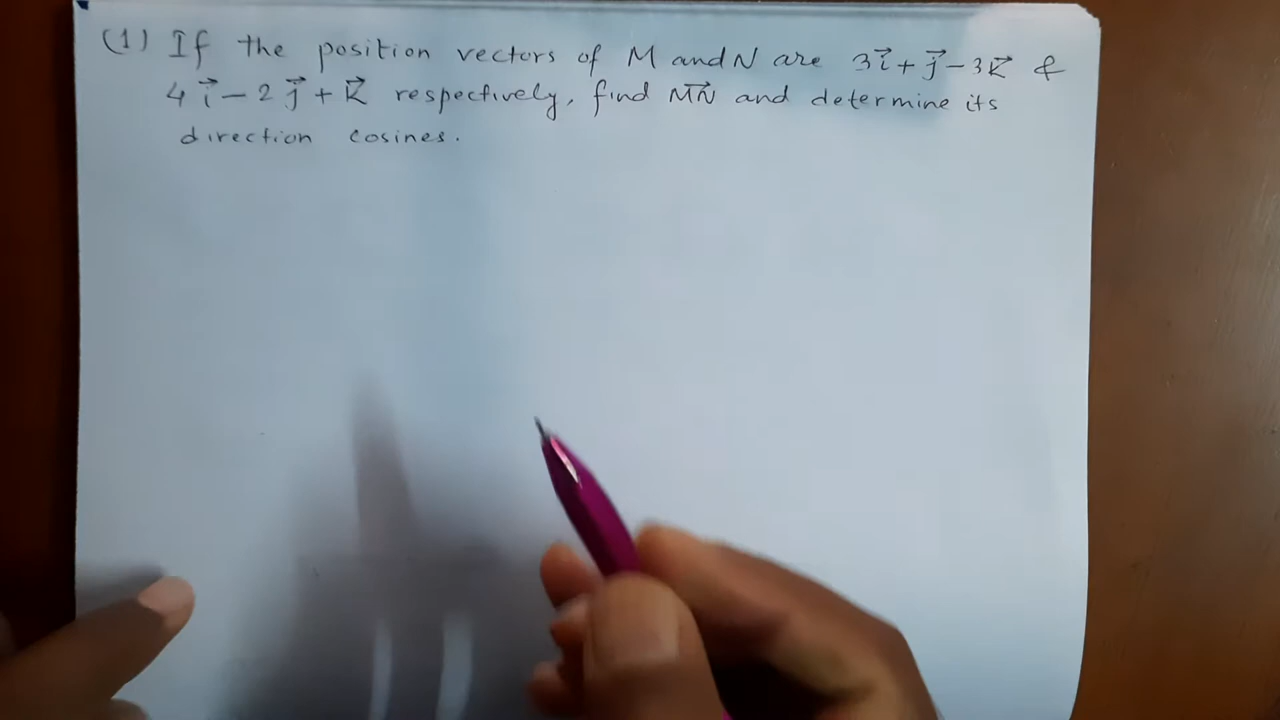 (1) If the position vectors of M and N are 3i⃗ + j⃗ - 3k⃗ &
4 i⃗ - 2 j⃗ + k⃗ respectively, find MN⃗ and determine its
direction cosines.